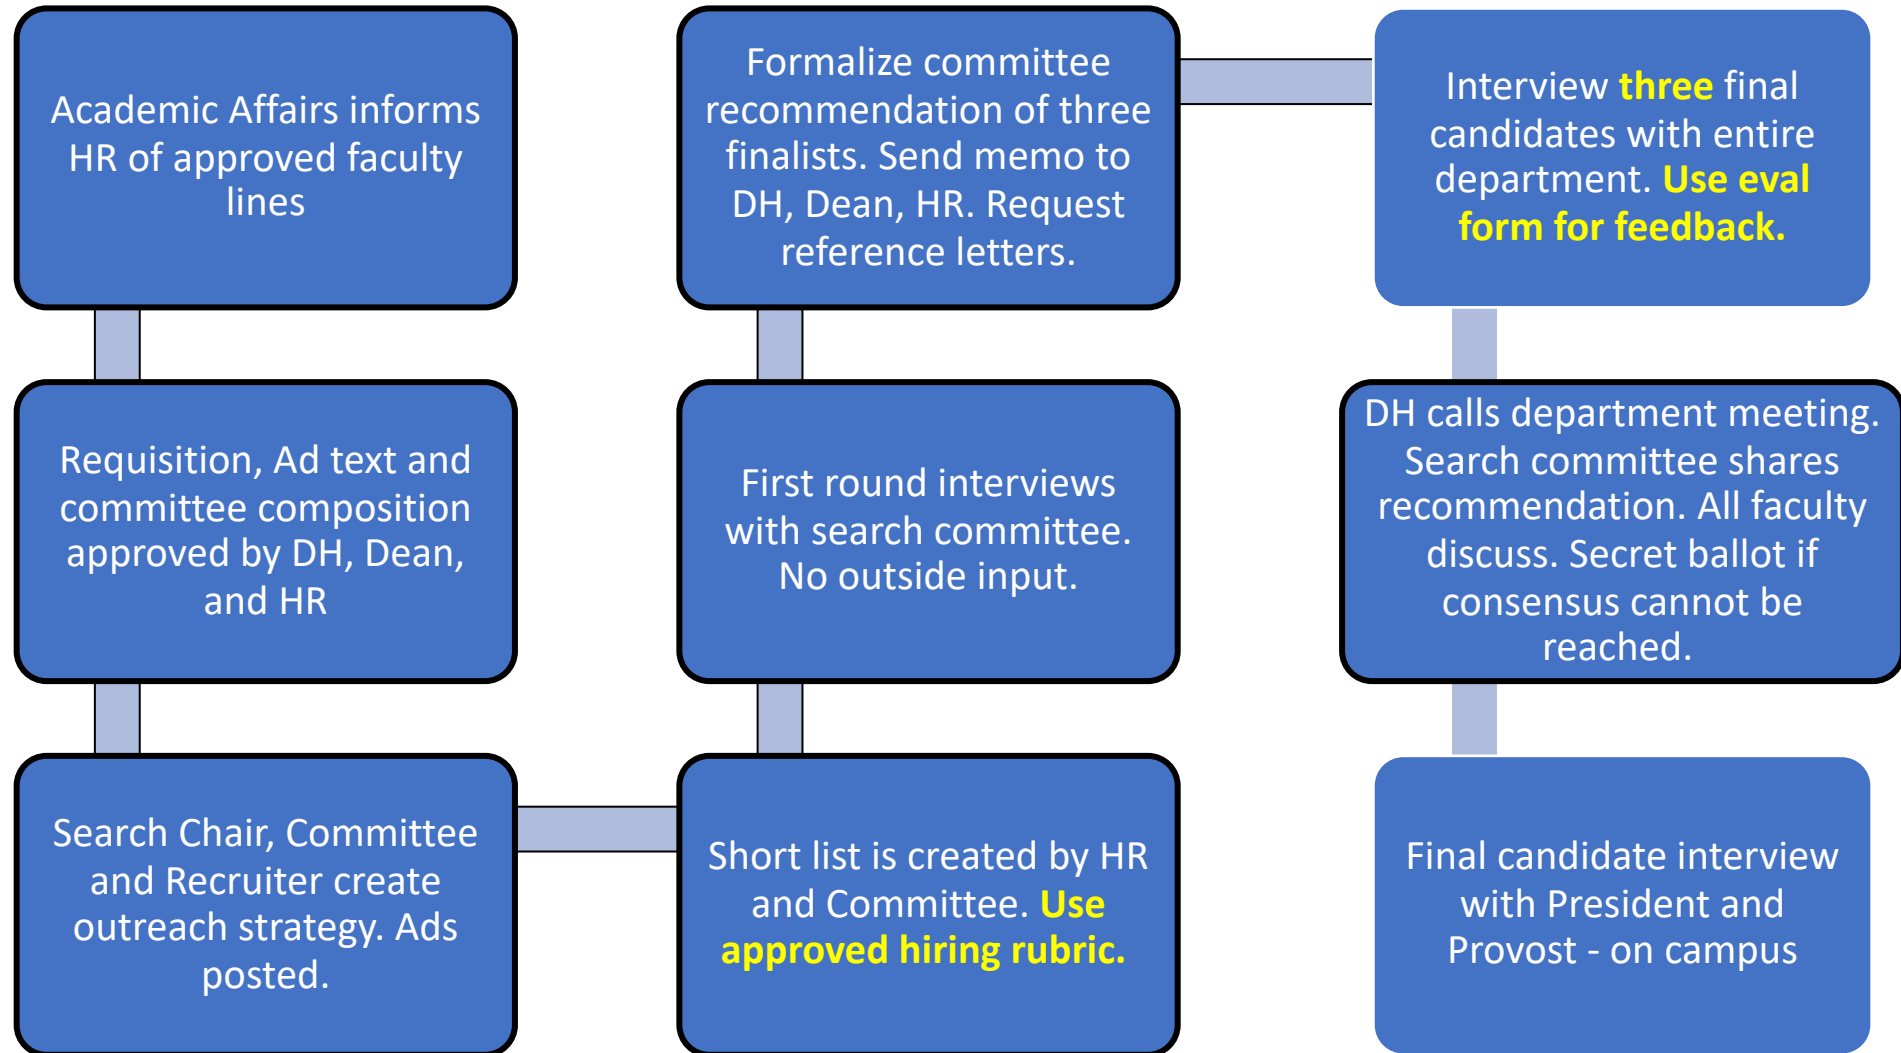 Academic Affairs informs
HR of approved faculty
lines
Requisition, Ad text and
committee composition
approved by DH, Dean,
and HR
Search Chair, Committee
and Recruiter create
outreach strategy. Ads
posted.
Short list is created by HR
and Committee. Use
approved hiring rubric.
First round interviews
with search committee.
No outside input.
Formalize committee
recommendation of three
finalists. Send memo to
DH, Dean, HR. Request
reference letters.
Interview three final
candidates with entire
department. Use eval
form for feedback.
DH calls department meeting.
Search committee shares
recommendation. All faculty
discuss. Secret ballot if
consensus cannot be
reached.
Final candidate interview
with President and
Provost - on campus